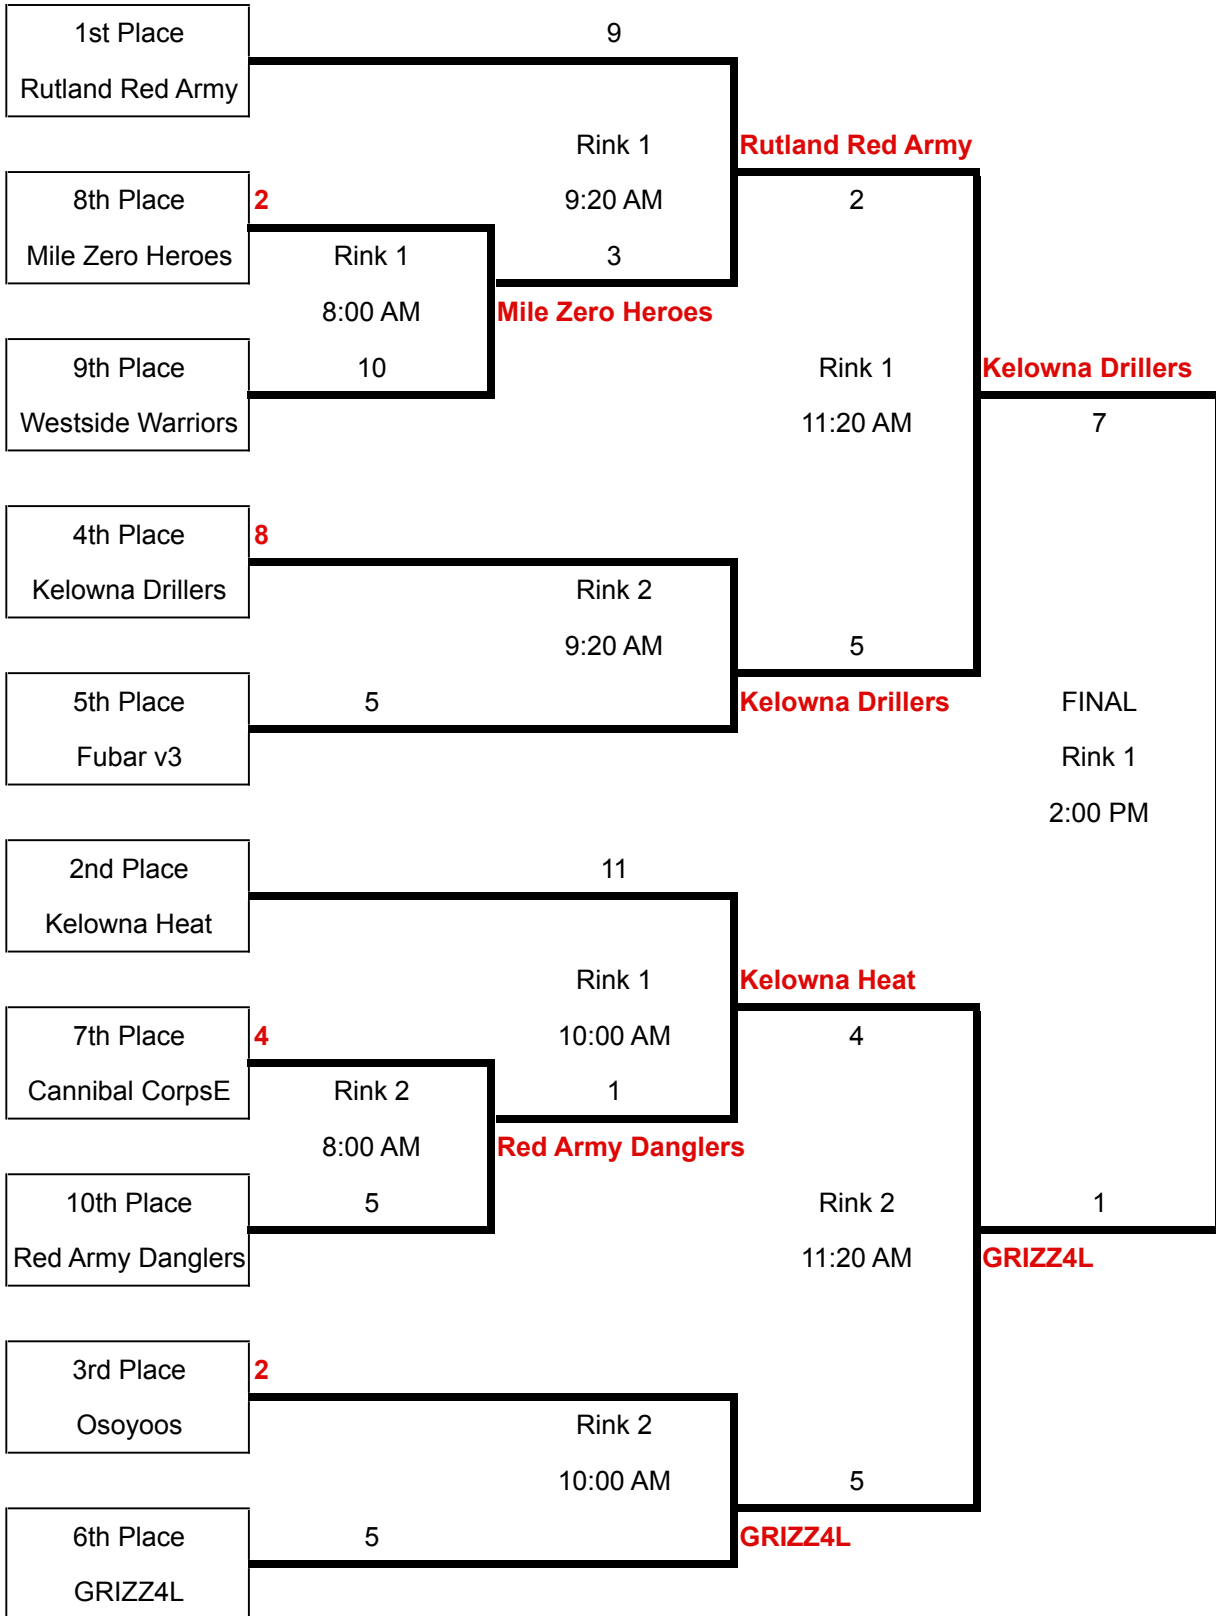 1st Place
9
Rutland Red Army
Rink 1
Rutland Red Army
8th Place
2
9:20 AM
2
Mile Zero Heroes
Rink 1
3
8:00 AM
Mile Zero Heroes
9th Place
10
Rink 1
Kelowna Drillers
Westside Warriors
11:20 AM
7
4th Place
8
Kelowna Drillers
Rink 2
9:20 AM
5
5th Place
5
Kelowna Drillers
FINAL
Fubar v3
Rink 1
2:00 PM
2nd Place
11
Kelowna Heat
Rink 1
Kelowna Heat
7th Place
4
10:00 AM
4
Cannibal CorpsE
Rink 2
1
8:00 AM
Red Army Danglers
10th Place
5
Rink 2
1
Red Army Danglers
11:20 AM
GRIZZ4L
3rd Place
2
Osoyoos
Rink 2
10:00 AM
5
6th Place
5
GRIZZ4L
GRIZZ4L